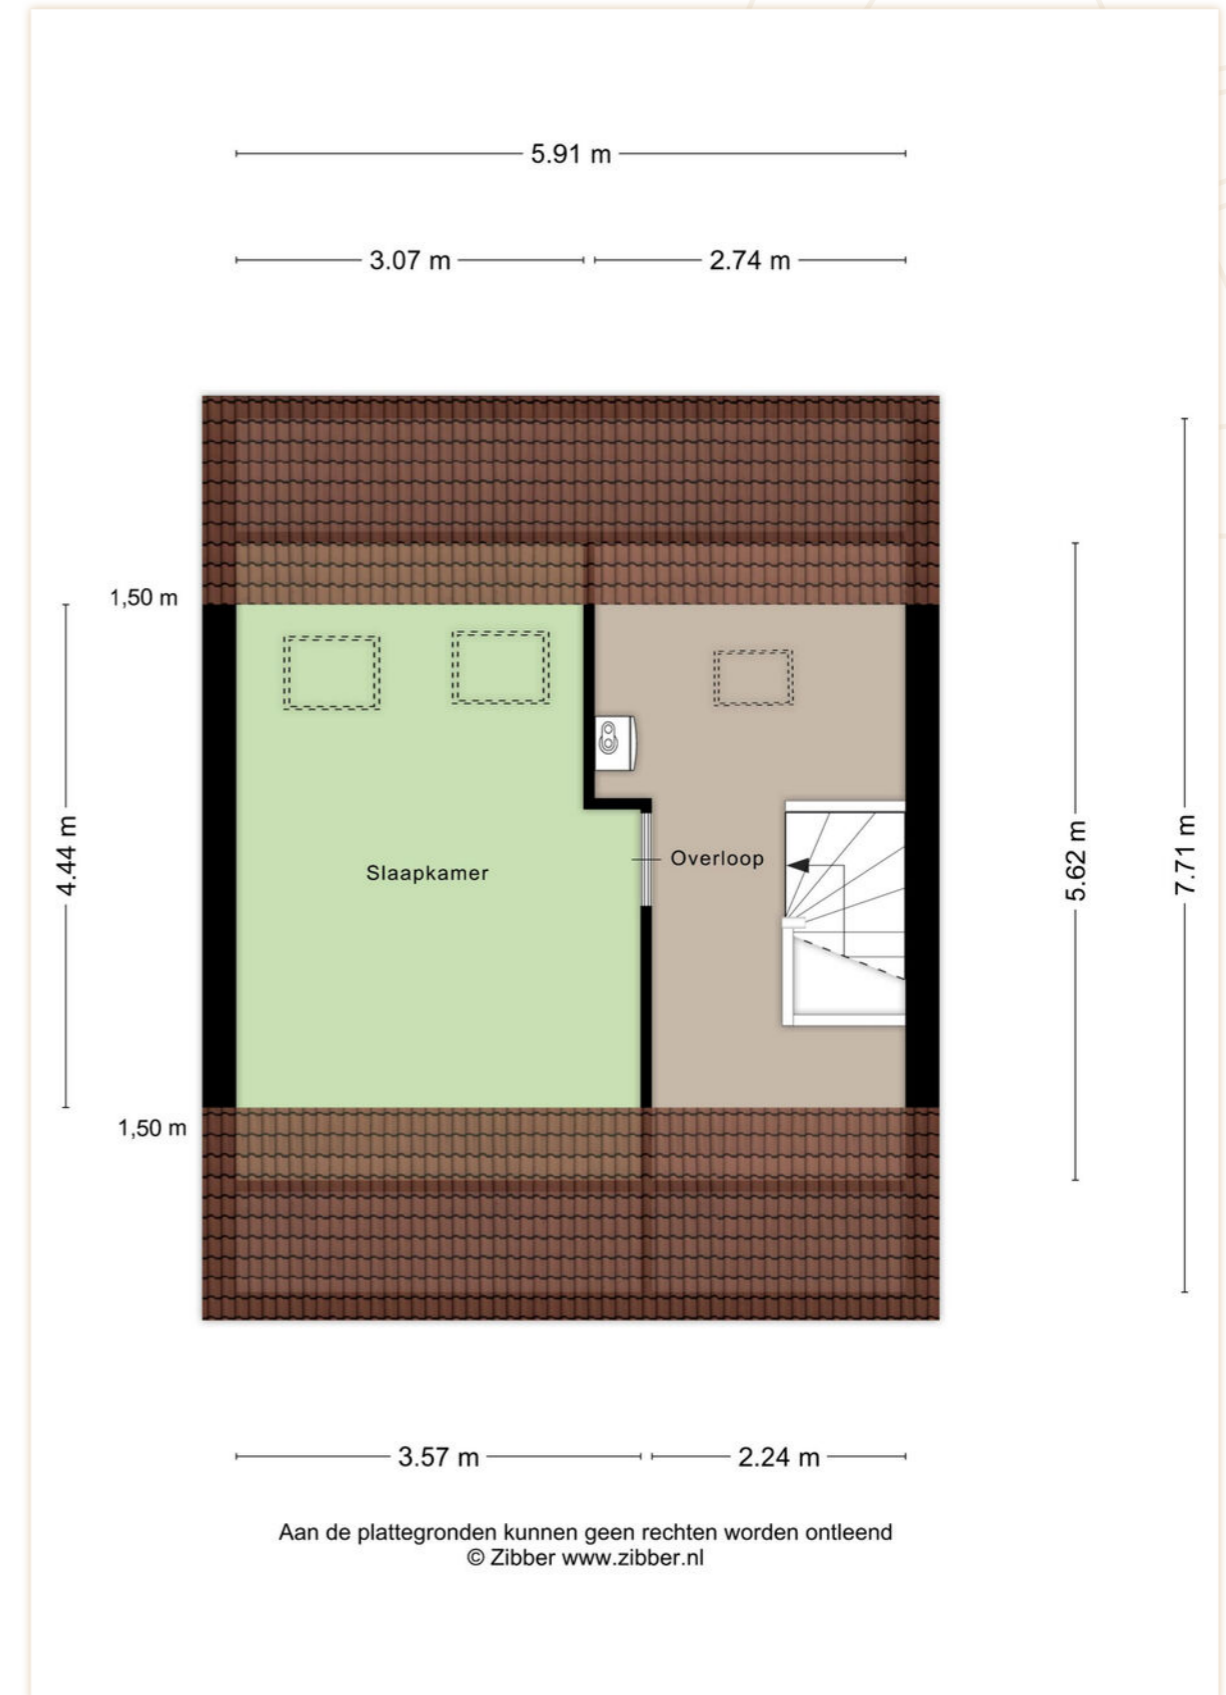 5.91 m
3.07 m
2.74 m
1,50 m
4.44 m
Slaapkamer
Overloop
5.62 m
7.71 m
1,50 m
3.57 m
2.24 m
Aan de plattegronden kunnen geen rechten worden ontleend
© Zibber www.zibber.nl